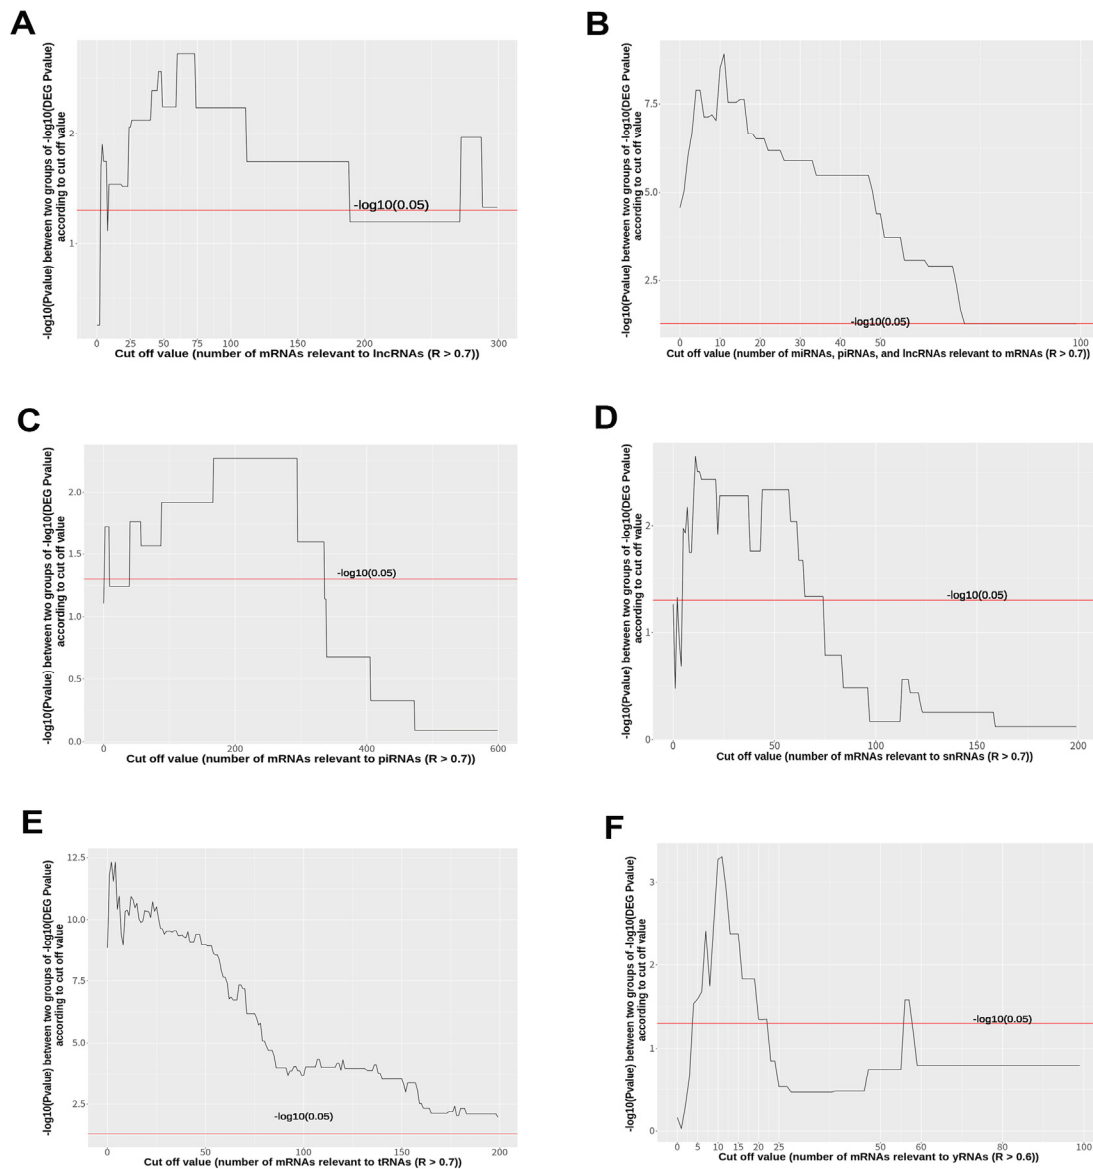 A
-log10(Pvalue) between two groups of -log10(DEG Pvalue)
according to cut off value
2
1
-log10(0.05)
0 25 50 75 100 150 200 300
Cut off value (number of mRNAs relevant to lncRNAs (R > 0.7))
B
-log10(Pvalue) between two groups of -log10(DEG Pvalue)
according to cut off value
7.5
5.0
2.5
-log10(0.05)
0 10 20 30 40 50 100
Cut off value (number of miRNAs, piRNAs, and lncRNAs relevant to mRNAs (R > 0.7))
C
-log10(Pvalue) between two groups of -log10(DEG Pvalue)
according to cut off value
2.0
1.5
1.0
0.5
0.0
-log10(0.05)
0 200 400 600
Cut off value (number of mRNAs relevant to piRNAs (R > 0.7))
D
-log10(Pvalue) between two groups of -log10(DEG Pvalue)
according to cut off value
2
1
0
-log10(0.05)
0 50 100 150 200
Cut off value (number of mRNAs relevant to snRNAs (R > 0.7))
E
-log10(Pvalue) between two groups of -log10(DEG Pvalue)
according to cut off value
12.5
10.0
7.5
5.0
2.5
-log10(0.05)
0 50 100 150 200
Cut off value (number of mRNAs relevant to tRNAs (R > 0.7))
F
-log10(Pvalue) between two groups of -log10(DEG Pvalue)
according to cut off value
3
2
1
0
-log10(0.05)
0 5 10 15 20 25 50 60 100
Cut off value (number of mRNAs relevant to yRNAs (R > 0.6)